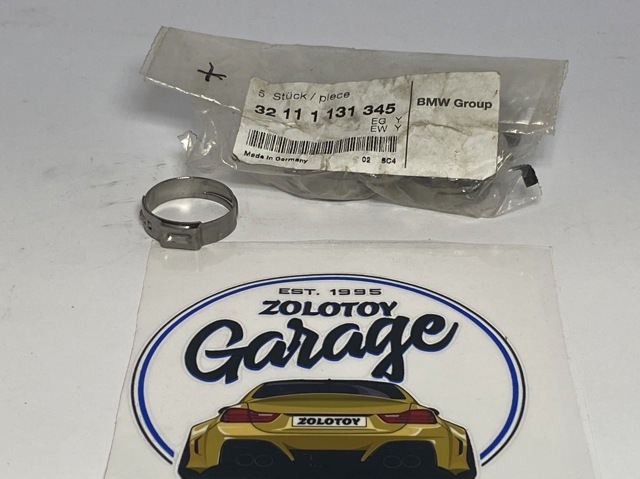 5 Stück / piece
32 11 1 131 345
EG Y
EW Y
Made in Germany
02 5C4
BMW Group
EST. 1995
ZOLOTOY
Garage
ZOLOTOY